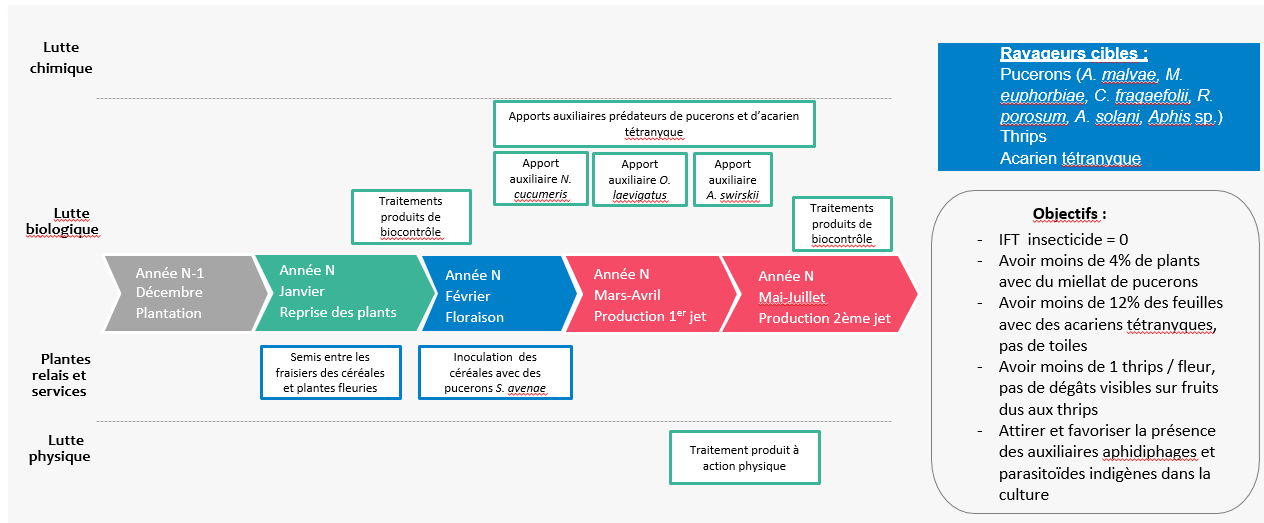 Lutte
chimique
Apports auxiliaires prédateurs de pucerons et d'acarien
tétranyque
Apport
auxiliaire N.
cucumeris
Apport
auxiliaire O.
laevigatus
Apport
auxiliaire
A. swirskii
Traitements
produits de
biocontrôle
Traitements
produits de
biocontrôle
Lutte
biologique
Année N-1
Décembre
Plantation
Année N
Janvier
Reprise des plants
Année N
Février
Floraison
Année N
Mars-Avril
Production 1er jet
Année N
Mai-Juillet
Production 2ème jet
Plantes
relais et
services
Semis entre les
fraisiers des céréales
et plantes fleuries
Inoculation des
céréales avec des
pucerons S. avenae
Lutte
physique
Traitement produit à
action physique
Ravageurs cibles :
Pucerons (A. malvae, M.
euphorbiae, C. fragaefolii, R.
porosum, A. solani, Aphis sp.)
Thrips
Acarien tétranyque
Objectifs :
- IFT insecticide = 0
- Avoir moins de 4% de plants
avec du miellat de pucerons
- Avoir moins de 12% des feuilles
avec des acariens tétranyques,
pas de toiles
- Avoir moins de 1 thrips / fleur,
pas de dégâts visibles sur fruits
dus aux thrips
- Attirer et favoriser la présence
des auxiliaires aphidiphages et
parasitoïdes indigènes dans la
culture